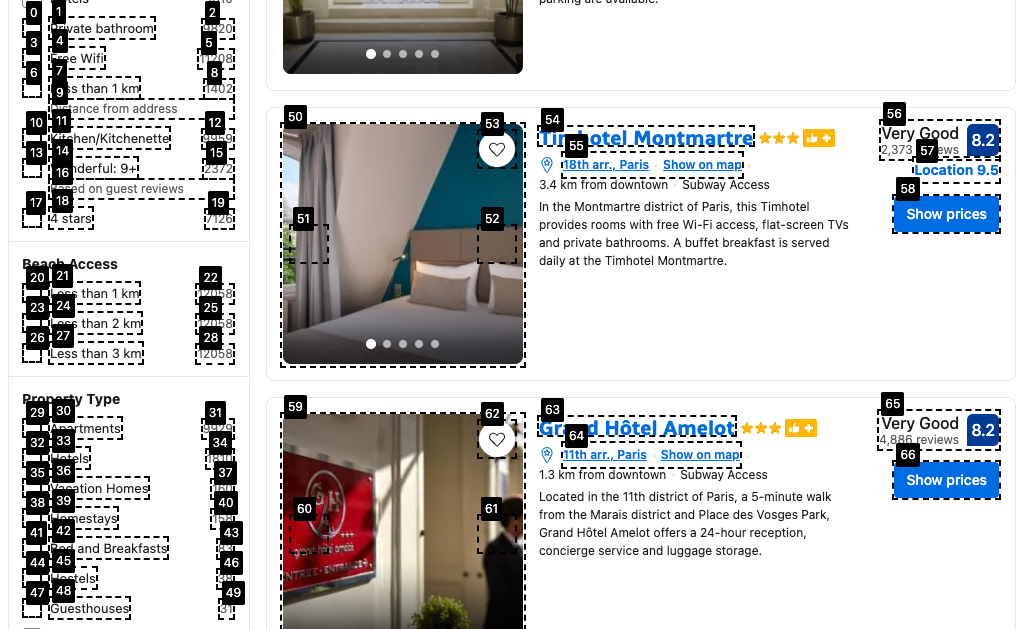 0
1
2
Private bathroom
9820
3
4
5
Free Wifi
11208
6
7
8
Less than 1 km
1402
9
Distance from address
10
11
12
Kitchen/Kitchenette
9959
13
14
15
Wonderful: 9+
2372
16
Based on guest reviews
17
18
19
4 stars
7126
Beach Access
20
21
22
Less than 1 km
12058
23
24
25
Less than 2 km
12058
26
27
28
Less than 3 km
12058
Property Type
29
30
31
Apartments
32
33
34
Hotels
35
36
37
Vacation Homes
38
39
40
Homestays
41
42
43
Bed and Breakfasts
44
45
46
Hostels
47
48
49
Guesthouses
31
parking are available.
50
53
51
52
54
Timhotel Montmartre
55
18th arr., Paris · Show on map
3.4 km from downtown · Subway Access
In the Montmartre district of Paris, this Timhotel
provides rooms with free Wi-Fi access, flat-screen TVs
and private bathrooms. A buffet breakfast is served
daily at the Timhotel Montmartre.
56
Very Good
8.2
2,373 reviews
57
Location 9.5
58
Show prices
59
62
60
61
GH
grand hôtel amelot
63
Grand Hôtel Amelot
64
11th arr., Paris · Show on map
1.3 km from downtown · Subway Access
Located in the 11th district of Paris, a 5-minute walk
from the Marais district and Place des Vosges Park,
Grand Hôtel Amelot offers a 24-hour reception,
concierge service and luggage storage.
65
Very Good
8.2
4,886 reviews
66
Show prices